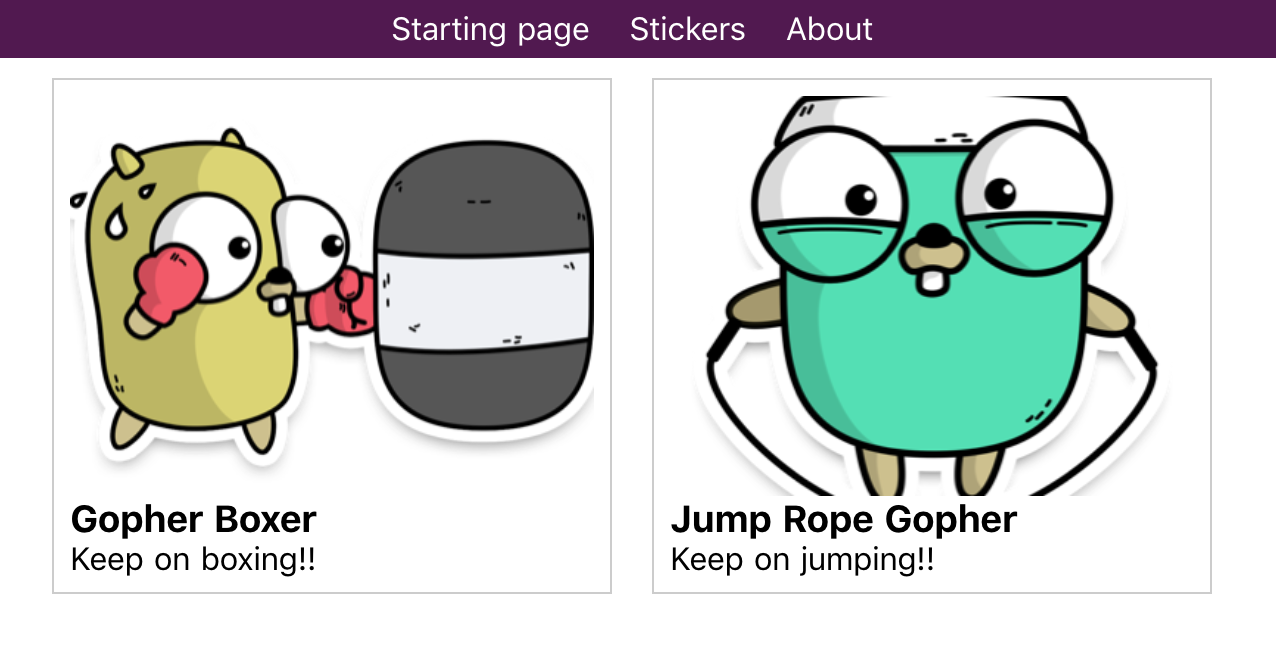 Starting page Stickers About
Gopher Boxer
Keep on boxing!!
Jump Rope Gopher
Keep on jumping!!